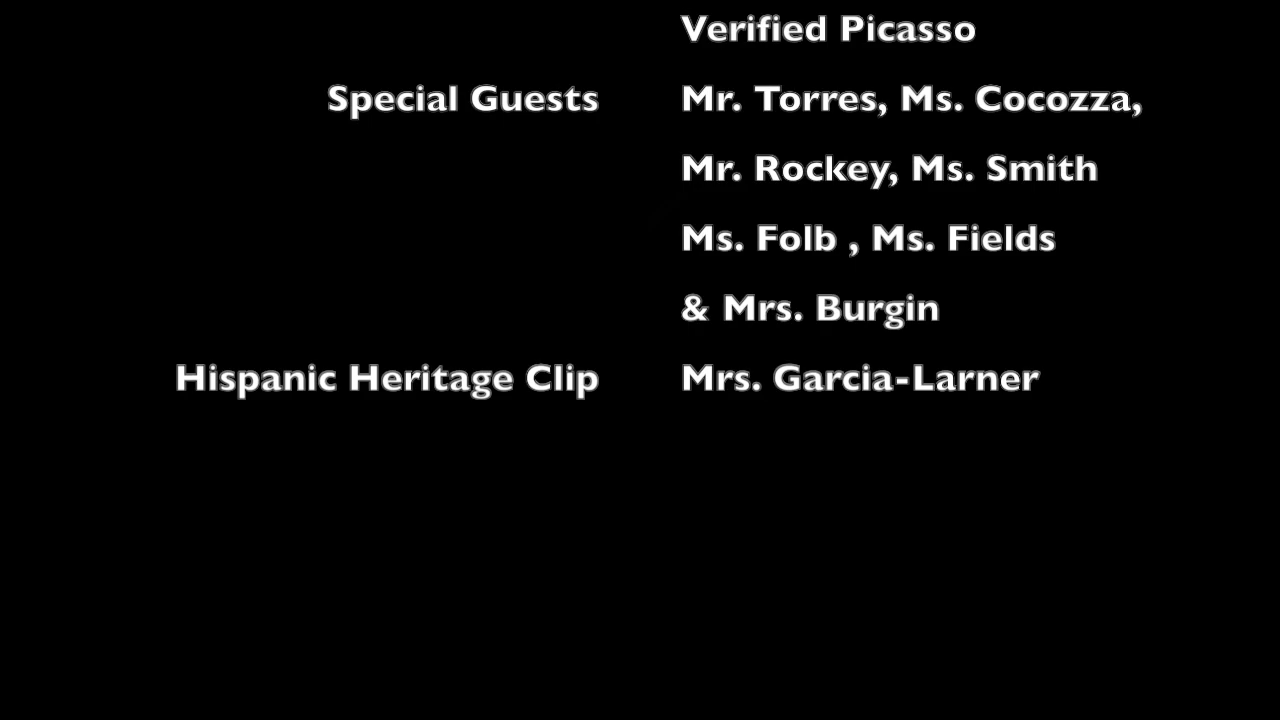 Verified Picasso
Special Guests Mr. Torres, Ms. Cocozza,
Mr. Rockey, Ms. Smith
Ms. Folb , Ms. Fields
& Mrs. Burgin
Hispanic Heritage Clip Mrs. Garcia-Larner